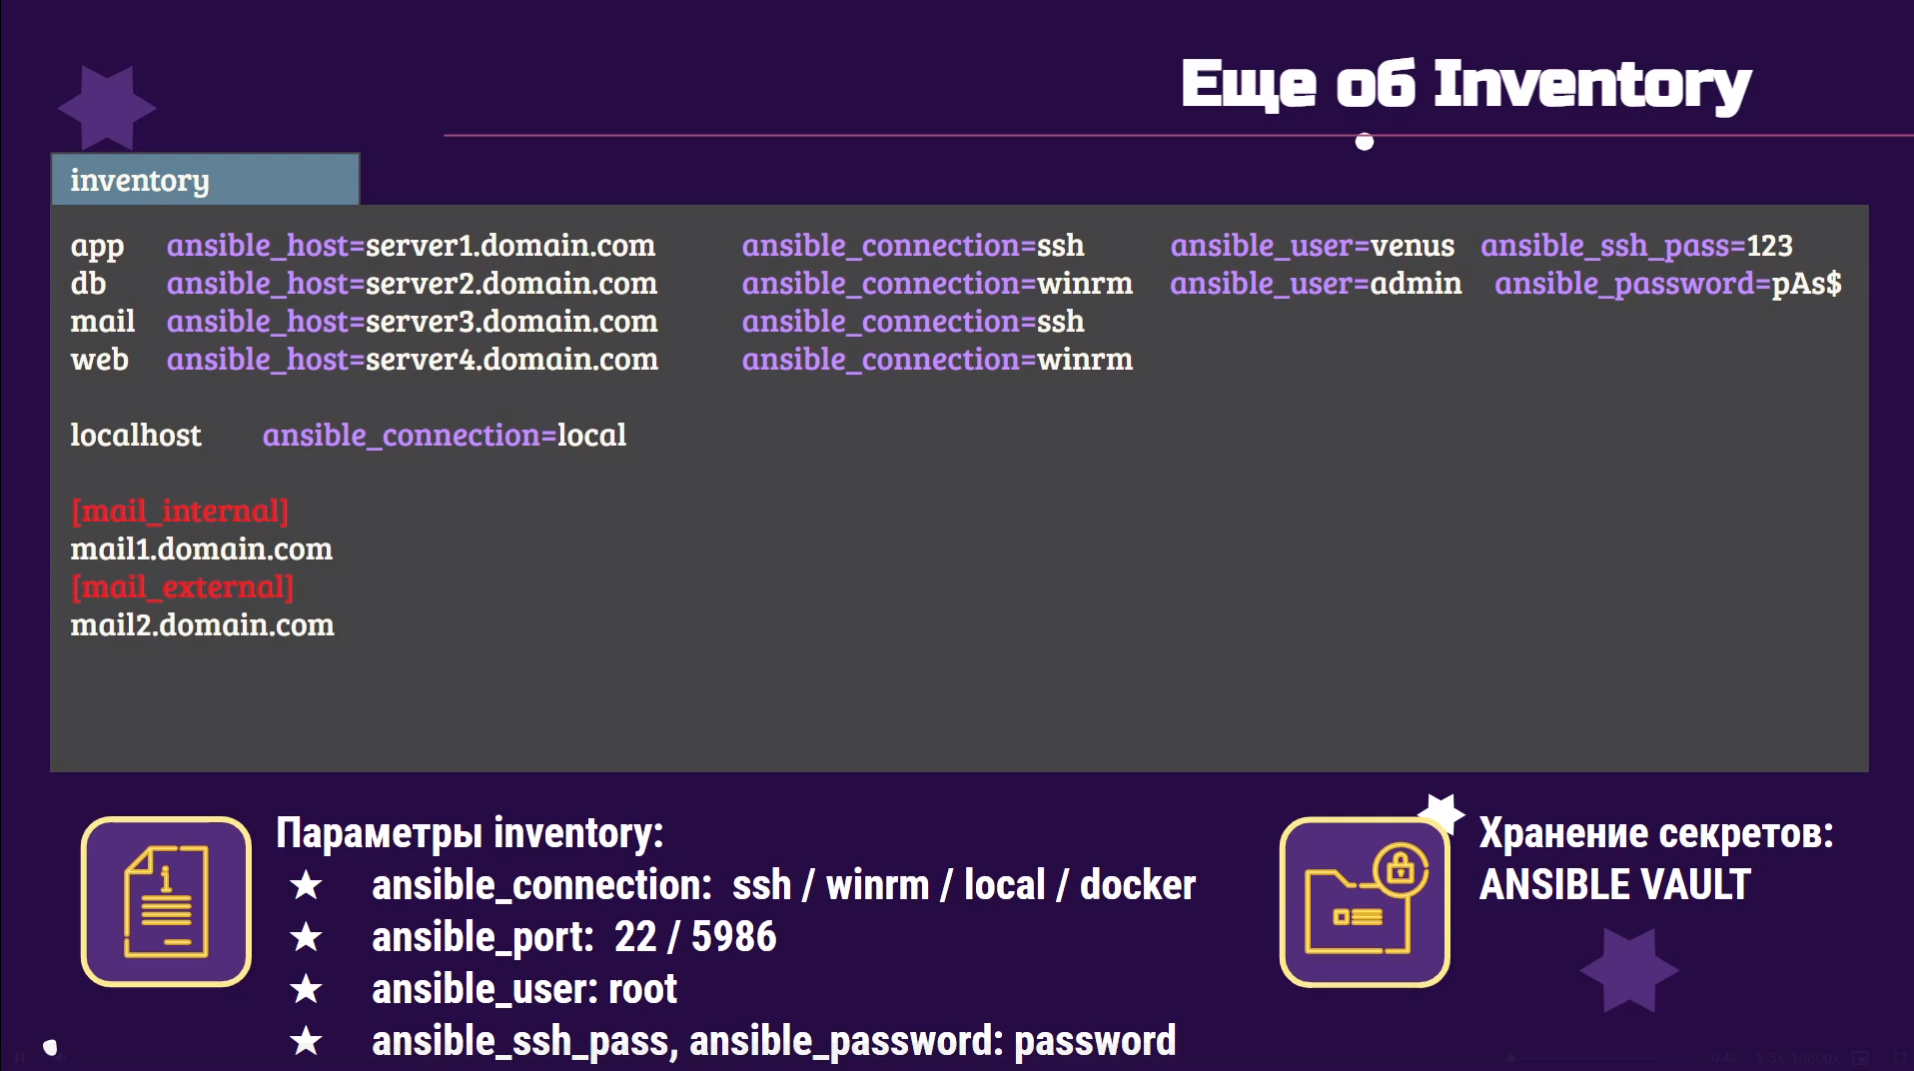 Еще об Inventory
inventory
app ansible_host=server1.domain.com ansible_connection=ssh ansible_user=venus ansible_ssh_pass=123
db ansible_host=server2.domain.com ansible_connection=winrm ansible_user=admin ansible_password=pAs$
mail ansible_host=server3.domain.com ansible_connection=ssh
web ansible_host=server4.domain.com ansible_connection=winrm
localhost ansible_connection=local
[mail_internal]
mail1.domain.com
[mail_external]
mail2.domain.com
Параметры inventory:
★ ansible_connection: ssh / winrm / local / docker
★ ansible_port: 22 / 5986
★ ansible_user: root
★ ansible_ssh_pass, ansible_password: password
Хранение секретов:
ANSIBLE VAULT